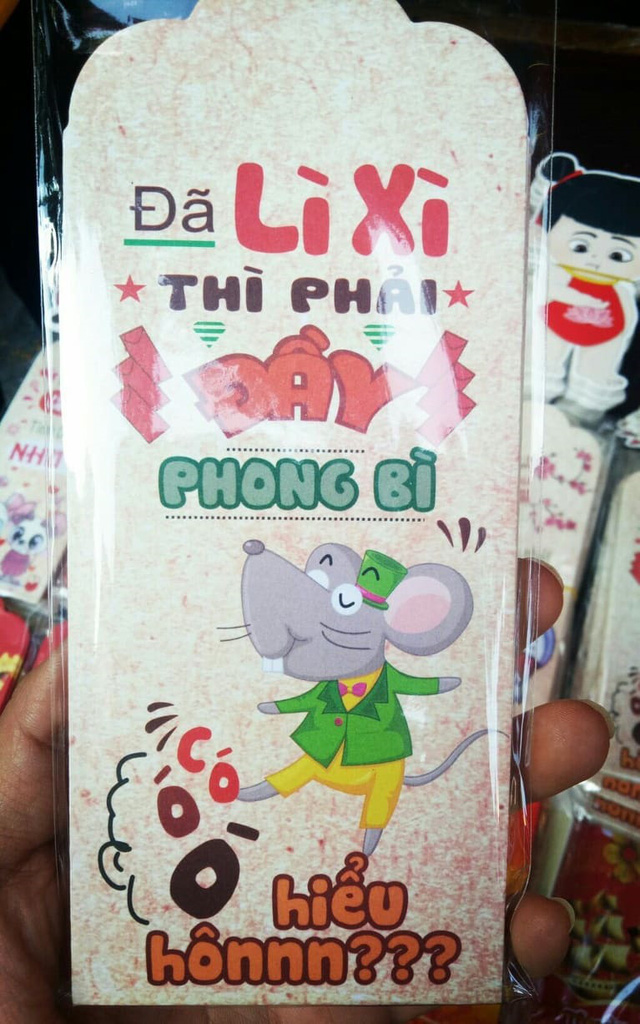 Đã Lì Xì
THÌ PHẢI
ĐẦY
PHONG BÌ
CÓ
Ó
Ò
hiểu
hônnn???